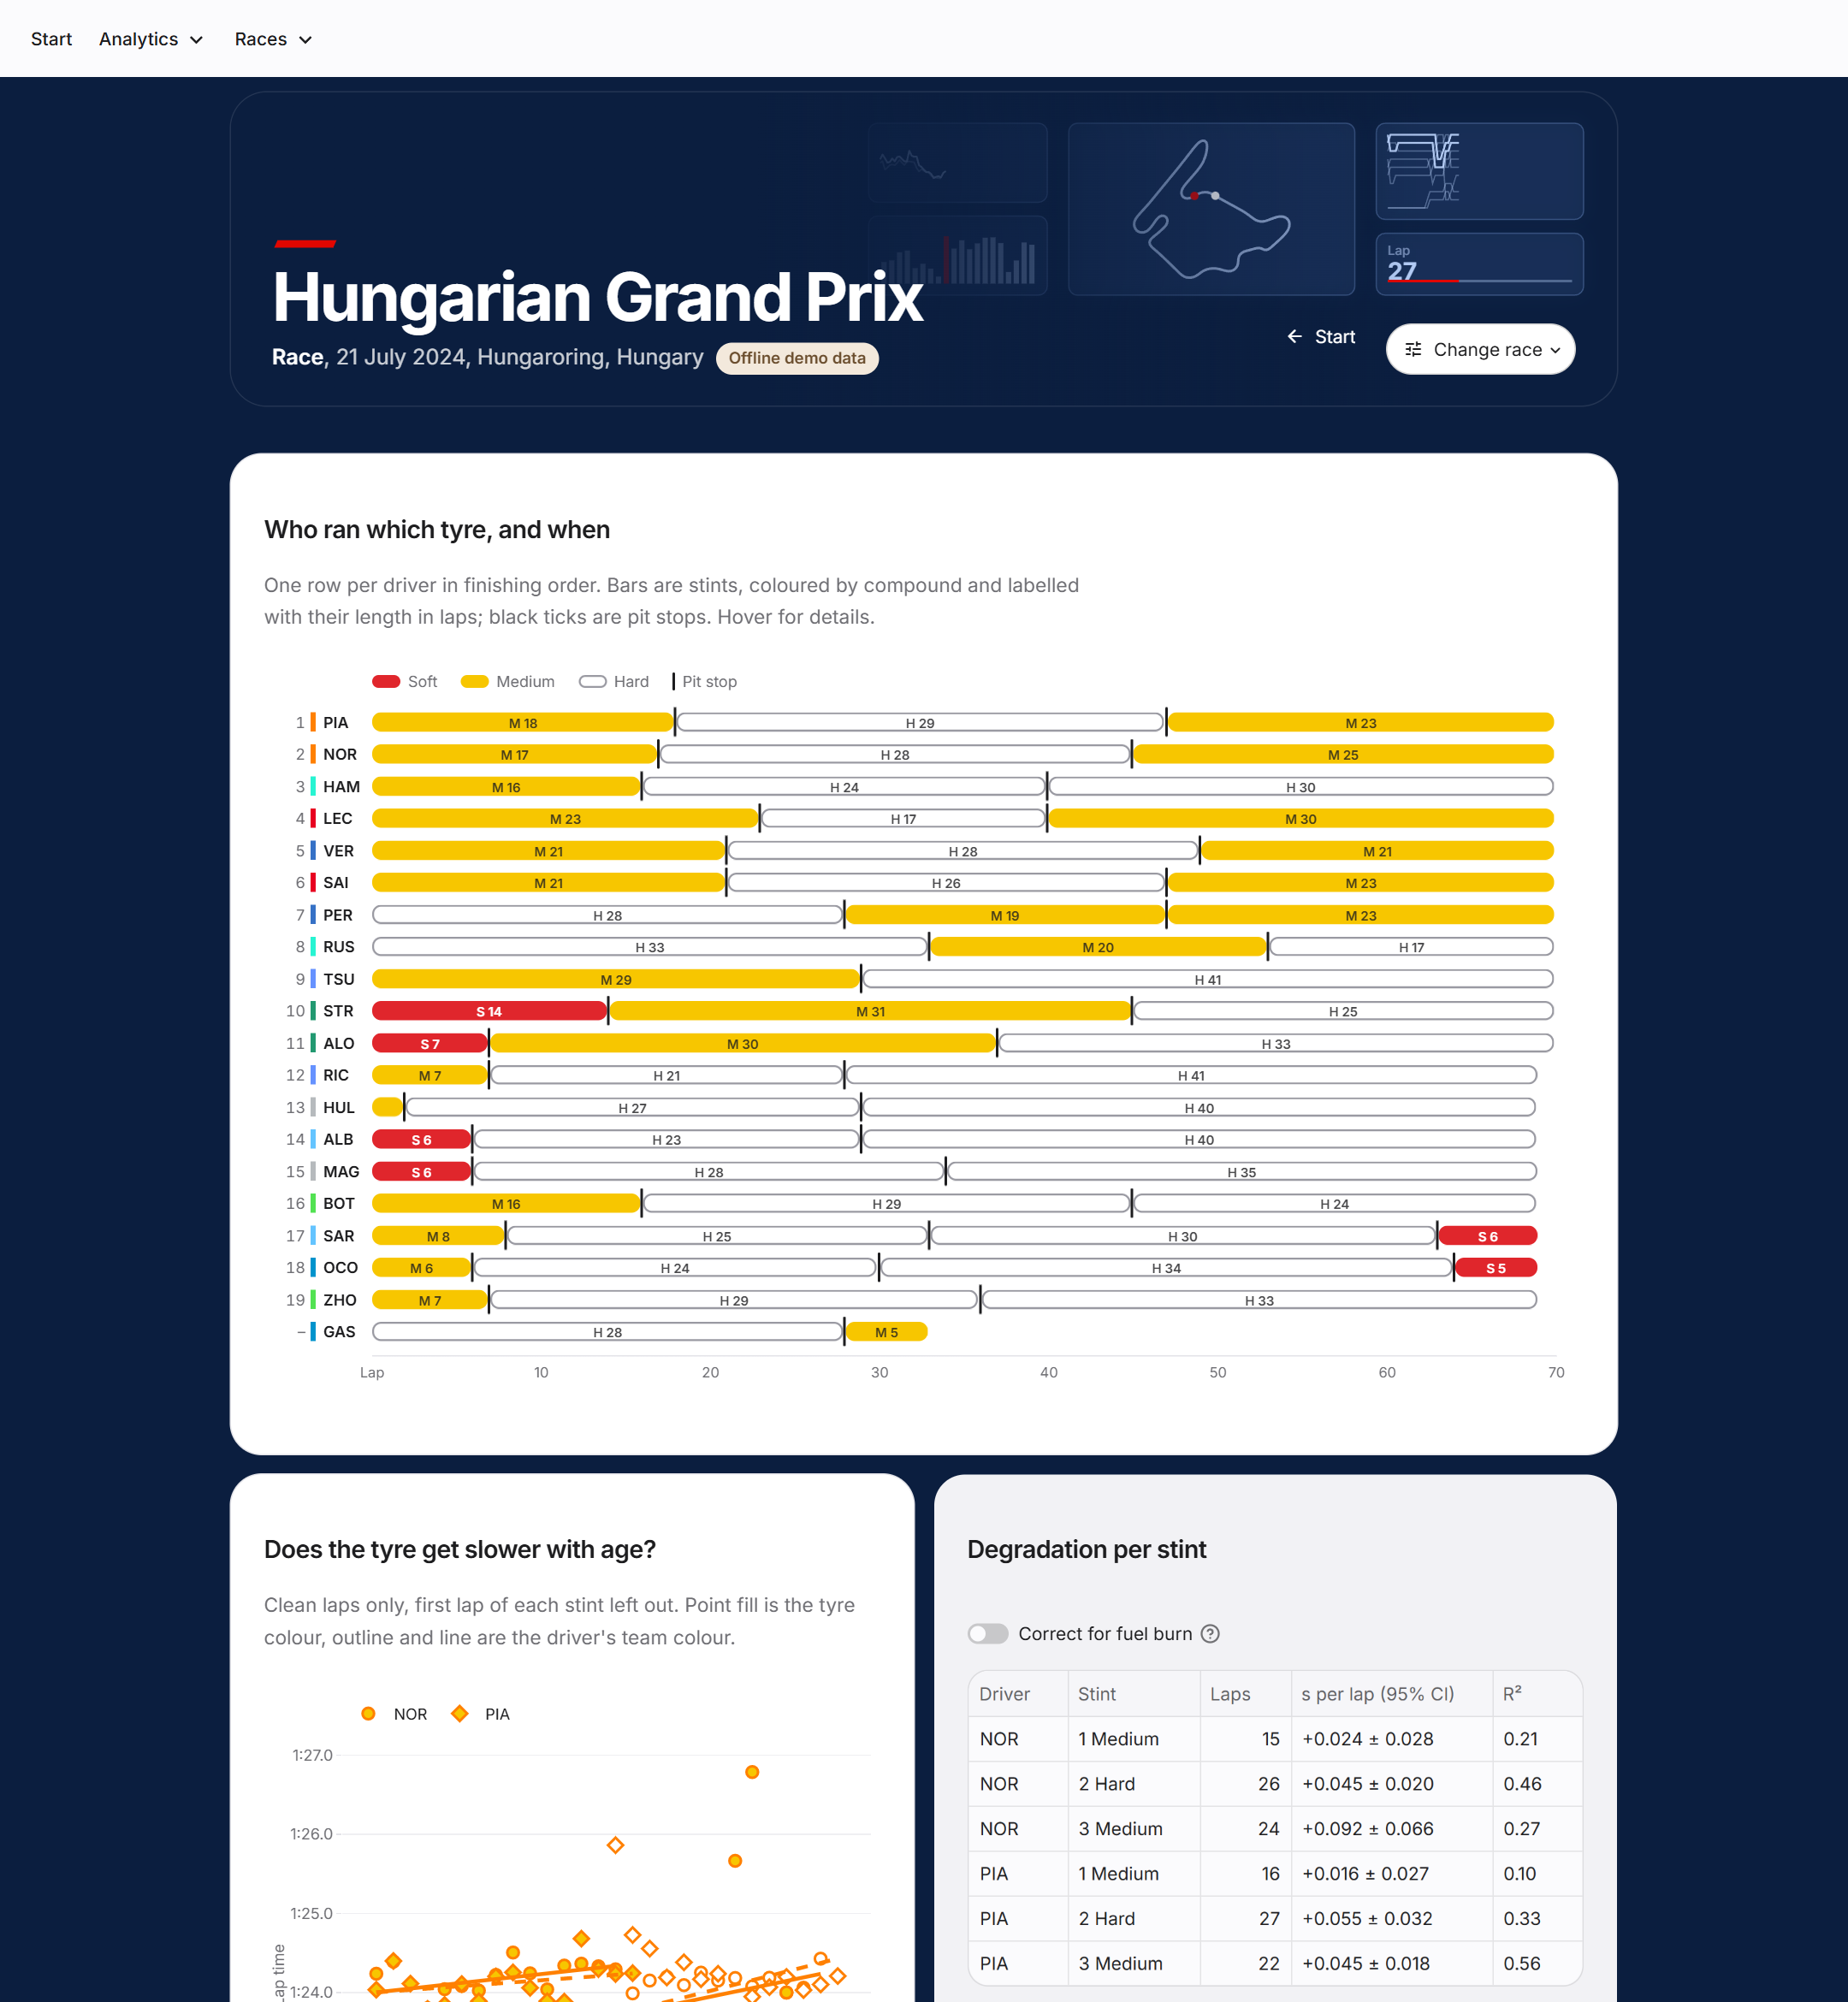 Start Analytics Races
Lap
27
Hungarian Grand Prix
Race, 21 July 2024, Hungaroring, Hungary Offline demo data
← Start Change race
Who ran which tyre, and when
One row per driver in finishing order. Bars are stints, coloured by compound and labelled
with their length in laps; black ticks are pit stops. Hover for details.
Soft Medium Hard Pit stop
1 PIA M 18 H 29 M 23
2 NOR M 17 H 28 M 25
3 HAM M 16 H 24 H 30
4 LEC M 23 H 17 M 30
5 VER M 21 H 28 M 21
6 SAI M 21 H 26 M 23
7 PER H 28 M 19 M 23
8 RUS H 33 M 20 H 17
9 TSU M 29 H 41
10 STR S 14 M 31 H 25
11 ALO S 7 M 30 H 33
12 RIC M 7 H 21 H 41
13 HUL H 27 H 40
14 ALB S 6 H 23 H 40
15 MAG S 6 H 28 H 35
16 BOT M 16 H 29 H 24
17 SAR M 8 H 25 H 30 S 6
18 OCO M 6 H 24 H 34 S 5
19 ZHO M 7 H 29 H 33
– GAS H 28 M 5
Lap 10 20 30 40 50 60 70
Does the tyre get slower with age?
Clean laps only, first lap of each stint left out. Point fill is the tyre
colour, outline and line are the driver's team colour.
NOR PIA
1:27.0
1:26.0
1:25.0
1:24.0
Lap time
Degradation per stint
Correct for fuel burn ?
Driver Stint Laps s per lap (95% CI) R²
NOR 1 Medium 15 +0.024 ± 0.028 0.21
NOR 2 Hard 26 +0.045 ± 0.020 0.46
NOR 3 Medium 24 +0.092 ± 0.066 0.27
PIA 1 Medium 16 +0.016 ± 0.027 0.10
PIA 2 Hard 27 +0.055 ± 0.032 0.33
PIA 3 Medium 22 +0.045 ± 0.018 0.56